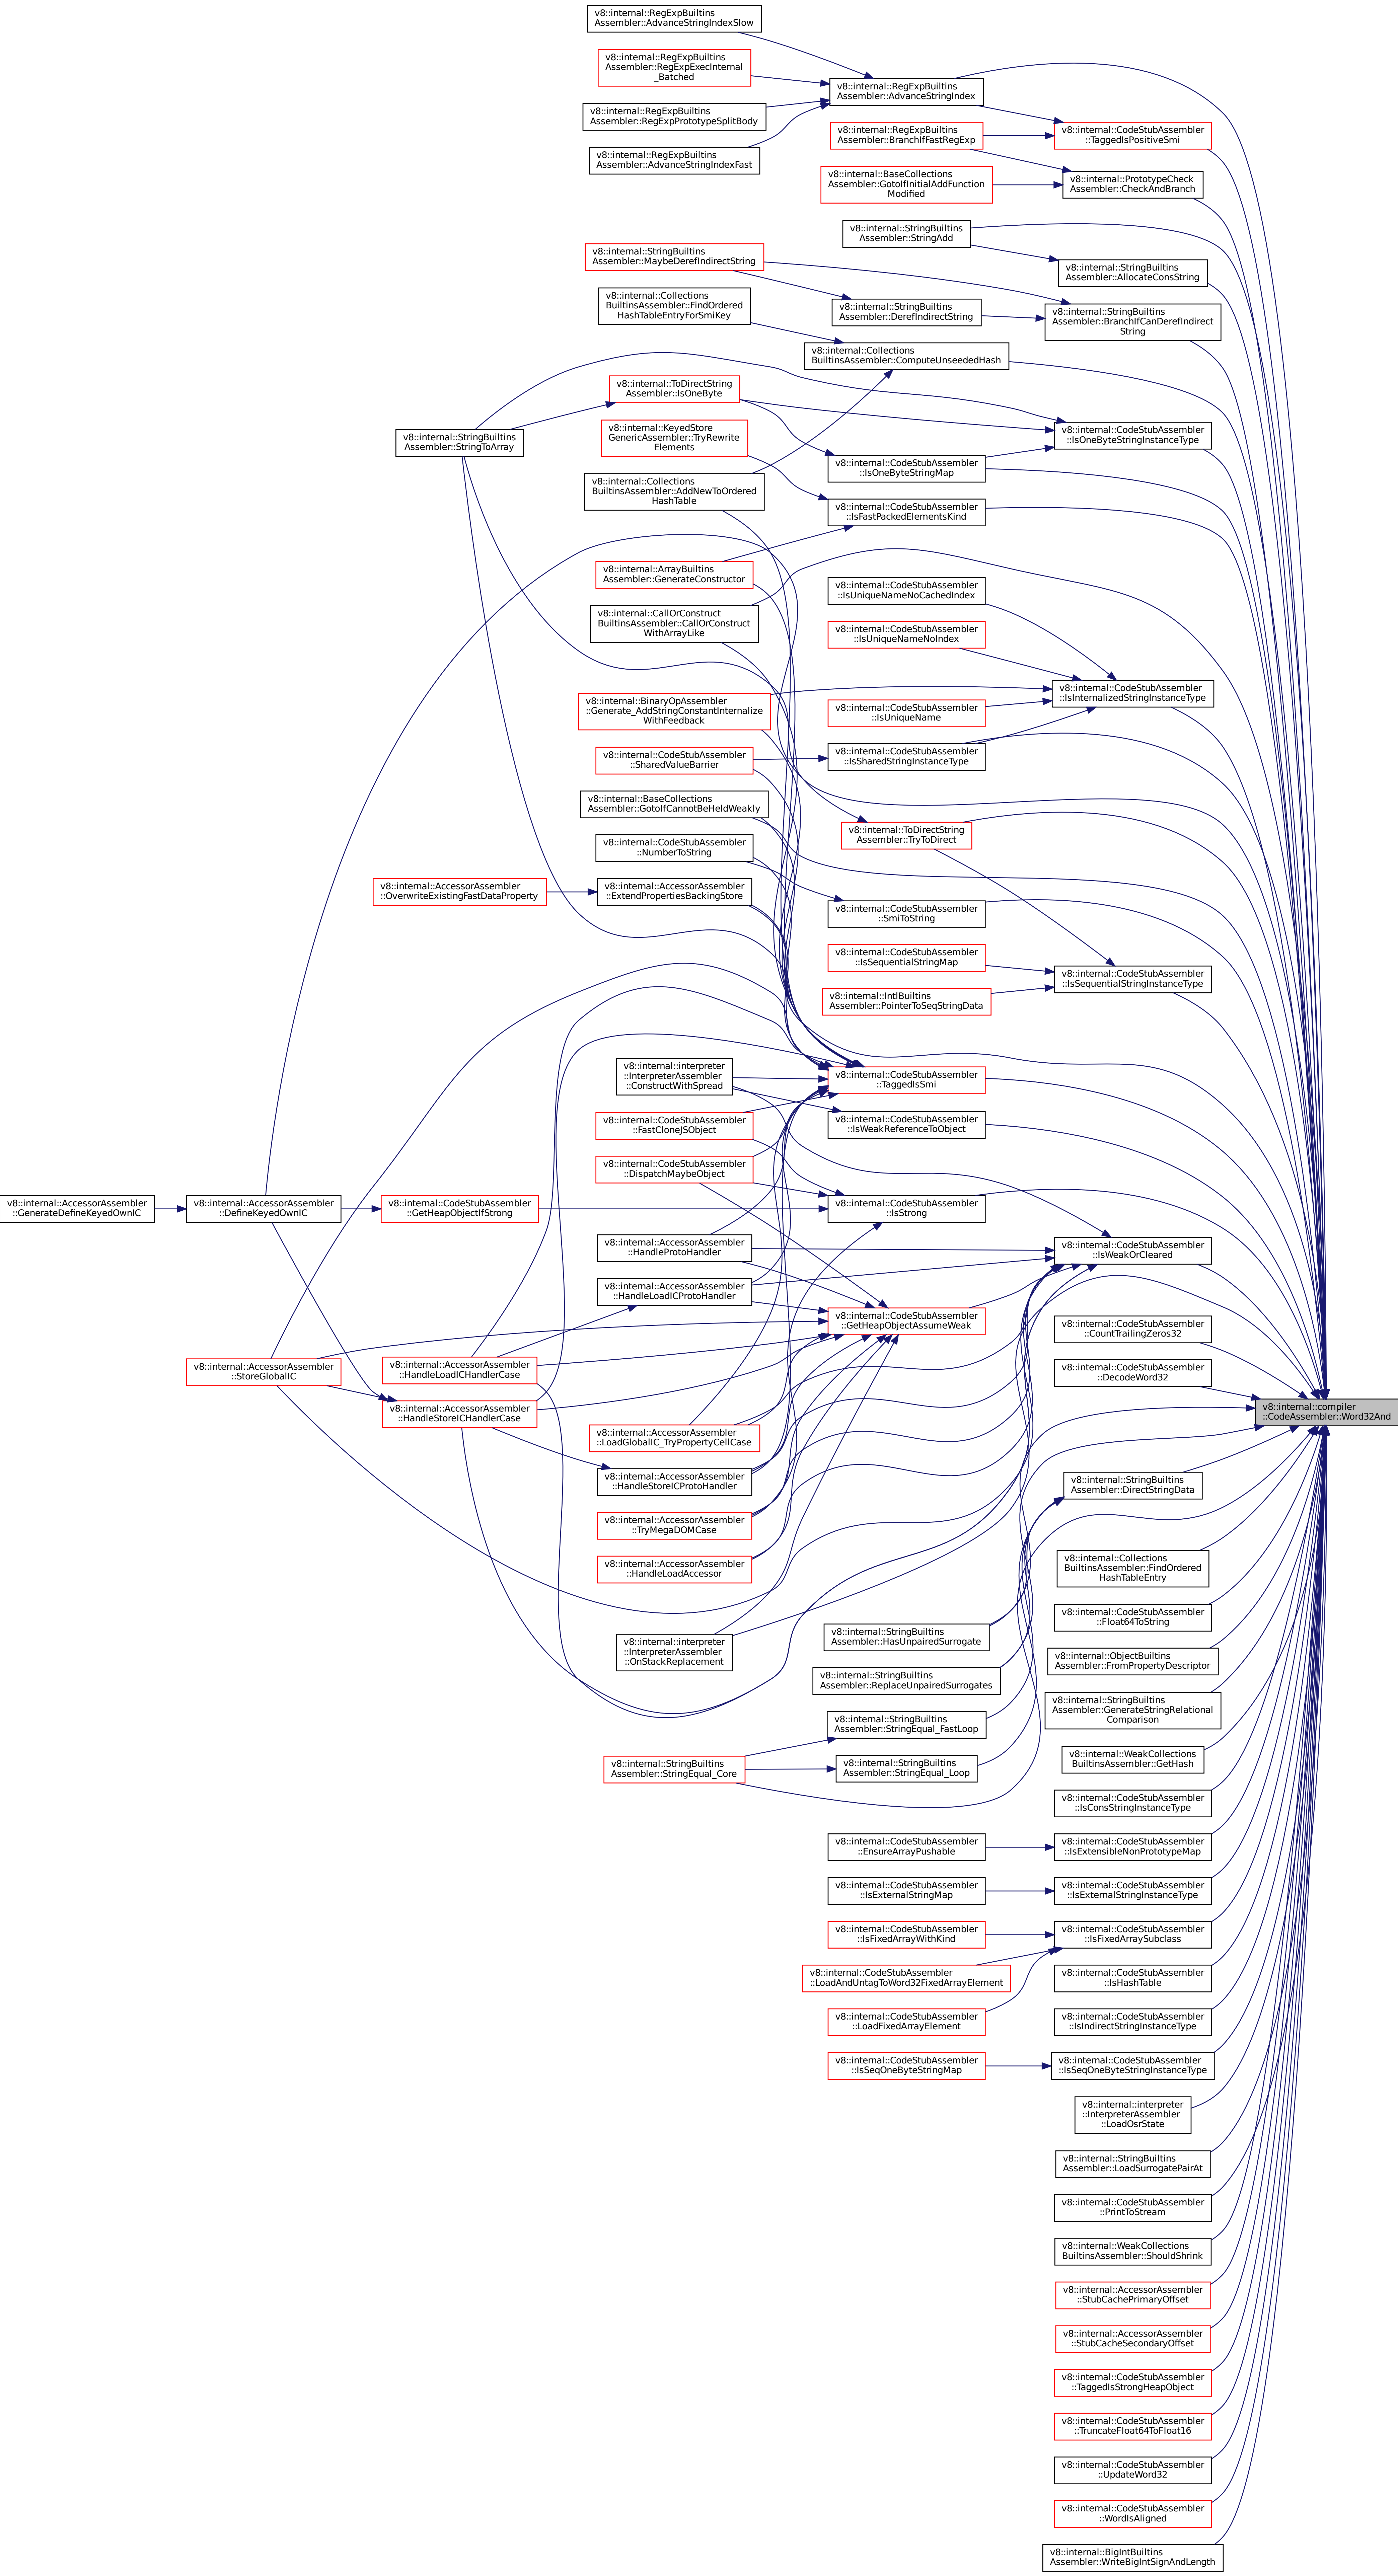 v8::internal::RegExpBuiltins
Assembler::AdvanceStringIndexSlow
v8::internal::RegExpBuiltins
Assembler::RegExpExecInternal
_Batched
v8::internal::RegExpBuiltins
Assembler::AdvanceStringIndex
v8::internal::RegExpBuiltins
Assembler::RegExpPrototypeSplitBody
v8::internal::RegExpBuiltins
Assembler::BranchIfFastRegExp
v8::internal::CodeStubAssembler
::TaggedIsPositiveSmi
v8::internal::RegExpBuiltins
Assembler::AdvanceStringIndexFast
v8::internal::BaseCollections
Assembler::GotoIfInitialAddFunction
Modified
v8::internal::PrototypeCheck
Assembler::CheckAndBranch
v8::internal::StringBuiltins
Assembler::StringAdd
v8::internal::StringBuiltins
Assembler::MaybeDerefIndirectString
v8::internal::StringBuiltins
Assembler::AllocateConsString
v8::internal::Collections
BuiltinsAssembler::FindOrdered
HashTableEntryForSmiKey
v8::internal::StringBuiltins
Assembler::DerefIndirectString
v8::internal::StringBuiltins
Assembler::BranchIfCanDerefIndirect
String
v8::internal::Collections
BuiltinsAssembler::ComputeUnseededHash
v8::internal::ToDirectString
Assembler::IsOneByte
v8::internal::StringBuiltins
Assembler::StringToArray
v8::internal::KeyedStore
GenericAssembler::TryRewrite
Elements
v8::internal::CodeStubAssembler
::IsOneByteStringInstanceType
v8::internal::CodeStubAssembler
::IsOneByteStringMap
v8::internal::Collections
BuiltinsAssembler::AddNewToOrdered
HashTable
v8::internal::CodeStubAssembler
::IsFastPackedElementsKind
v8::internal::ArrayBuiltins
Assembler::GenerateConstructor
v8::internal::CodeStubAssembler
::IsUniqueNameNoCachedIndex
v8::internal::CallOrConstruct
BuiltinsAssembler::CallOrConstruct
WithArrayLike
v8::internal::CodeStubAssembler
::IsUniqueNameNoIndex
v8::internal::CodeStubAssembler
::IsInternalizedStringInstanceType
v8::internal::BinaryOpAssembler
::Generate_AddStringConstantInternalize
WithFeedback
v8::internal::CodeStubAssembler
::IsUniqueName
v8::internal::CodeStubAssembler
::SharedValueBarrier
v8::internal::CodeStubAssembler
::IsSharedStringInstanceType
v8::internal::BaseCollections
Assembler::GotoIfCannotBeHeldWeakly
v8::internal::ToDirectString
Assembler::TryToDirect
v8::internal::CodeStubAssembler
::NumberToString
v8::internal::AccessorAssembler
::OverwriteExistingFastDataProperty
v8::internal::AccessorAssembler
::ExtendPropertiesBackingStore
v8::internal::CodeStubAssembler
::SmiToString
v8::internal::CodeStubAssembler
::IsSequentialStringMap
v8::internal::CodeStubAssembler
::IsSequentialStringInstanceType
v8::internal::IntlBuiltins
Assembler::PointerToSeqStringData
v8::internal::interpreter
::InterpreterAssembler
::ConstructWithSpread
v8::internal::CodeStubAssembler
::TaggedIsSmi
v8::internal::CodeStubAssembler
::FastCloneJSObject
v8::internal::CodeStubAssembler
::IsWeakReferenceToObject
v8::internal::CodeStubAssembler
::DispatchMaybeObject
v8::internal::AccessorAssembler
::GenerateDefineKeyedOwnIC
v8::internal::AccessorAssembler
::DefineKeyedOwnIC
v8::internal::CodeStubAssembler
::GetHeapObjectIfStrong
v8::internal::CodeStubAssembler
::IsStrong
v8::internal::AccessorAssembler
::HandleProtoHandler
v8::internal::CodeStubAssembler
::IsWeakOrCleared
v8::internal::AccessorAssembler
::HandleLoadICProtoHandler
v8::internal::CodeStubAssembler
::GetHeapObjectAssumeWeak
v8::internal::CodeStubAssembler
::CountTrailingZeros32
v8::internal::AccessorAssembler
::StoreGlobalIC
v8::internal::AccessorAssembler
::HandleLoadICHandlerCase
v8::internal::CodeStubAssembler
::DecodeWord32
v8::internal::AccessorAssembler
::HandleStoreICHandlerCase
v8::internal::compiler
::CodeAssembler::Word32And
v8::internal::AccessorAssembler
::LoadGlobalIC_TryPropertyCellCase
v8::internal::AccessorAssembler
::HandleStoreICProtoHandler
v8::internal::StringBuiltins
Assembler::DirectStringData
v8::internal::AccessorAssembler
::TryMegaDOMCase
v8::internal::AccessorAssembler
::HandleLoadAccessor
v8::internal::Collections
BuiltinsAssembler::FindOrdered
HashTableEntry
v8::internal::CodeStubAssembler
::Float64ToString
v8::internal::StringBuiltins
Assembler::HasUnpairedSurrogate
v8::internal::interpreter
::InterpreterAssembler
::OnStackReplacement
v8::internal::ObjectBuiltins
Assembler::FromPropertyDescriptor
v8::internal::StringBuiltins
Assembler::ReplaceUnpairedSurrogates
v8::internal::StringBuiltins
Assembler::GenerateStringRelational
Comparison
v8::internal::StringBuiltins
Assembler::StringEqual_FastLoop
v8::internal::WeakCollections
BuiltinsAssembler::GetHash
v8::internal::StringBuiltins
Assembler::StringEqual_Core
v8::internal::StringBuiltins
Assembler::StringEqual_Loop
v8::internal::CodeStubAssembler
::IsConsStringInstanceType
v8::internal::CodeStubAssembler
::EnsureArrayPushable
v8::internal::CodeStubAssembler
::IsExtensibleNonPrototypeMap
v8::internal::CodeStubAssembler
::IsExternalStringMap
v8::internal::CodeStubAssembler
::IsExternalStringInstanceType
v8::internal::CodeStubAssembler
::IsFixedArrayWithKind
v8::internal::CodeStubAssembler
::IsFixedArraySubclass
v8::internal::CodeStubAssembler
::LoadAndUntagToWord32FixedArrayElement
v8::internal::CodeStubAssembler
::IsHashTable
v8::internal::CodeStubAssembler
::LoadFixedArrayElement
v8::internal::CodeStubAssembler
::IsIndirectStringInstanceType
v8::internal::CodeStubAssembler
::IsSeqOneByteStringMap
v8::internal::CodeStubAssembler
::IsSeqOneByteStringInstanceType
v8::internal::interpreter
::InterpreterAssembler
::LoadOsrState
v8::internal::StringBuiltins
Assembler::LoadSurrogatePairAt
v8::internal::CodeStubAssembler
::PrintToStream
v8::internal::WeakCollections
BuiltinsAssembler::ShouldShrink
v8::internal::AccessorAssembler
::StubCachePrimaryOffset
v8::internal::AccessorAssembler
::StubCacheSecondaryOffset
v8::internal::CodeStubAssembler
::TaggedIsStrongHeapObject
v8::internal::CodeStubAssembler
::TruncateFloat64ToFloat16
v8::internal::CodeStubAssembler
::UpdateWord32
v8::internal::CodeStubAssembler
::WordIsAligned
v8::internal::BigIntBuiltins
Assembler::WriteBigIntSignAndLength